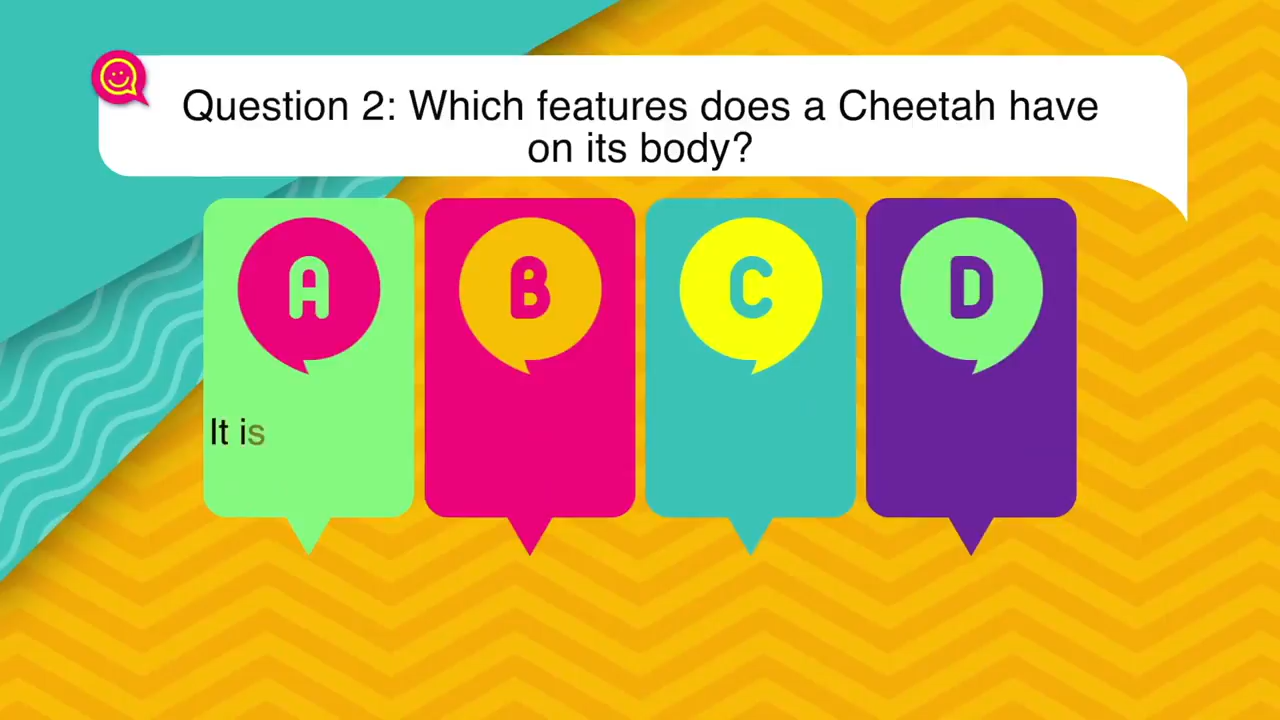 Question 2: Which features does a Cheetah have
on its body?
A
B
C
D
It is